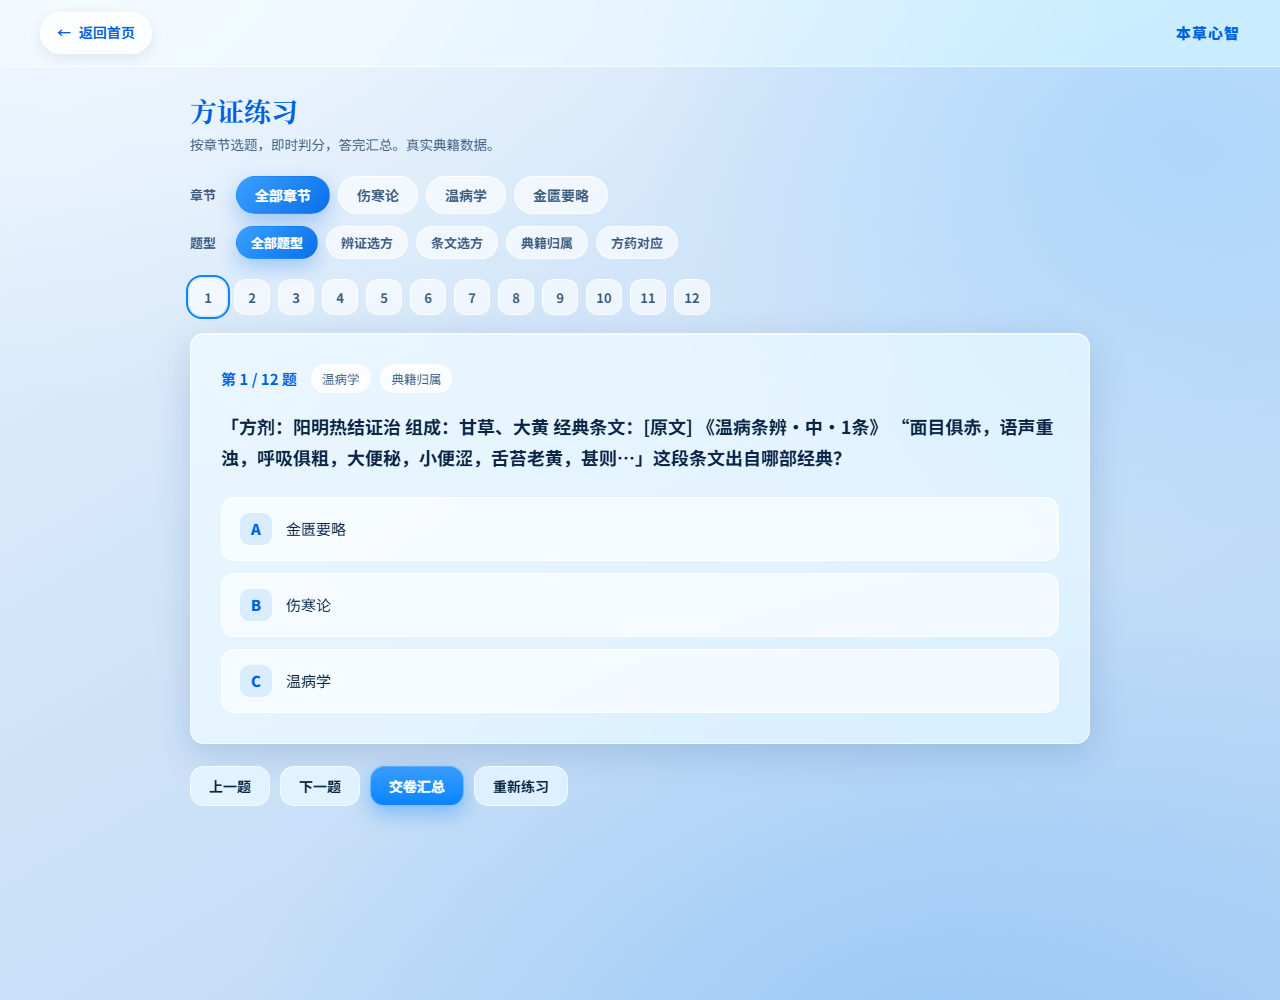 ← 返回首页
本草心智
方证练习
按章节选题，即时判分，答完汇总。真实典籍数据。
章节 全部章节 伤寒论 温病学 金匮要略
题型 全部题型 辨证选方 条文选方 典籍归属 方药对应
1 2 3 4 5 6 7 8 9 10 11 12
第 1 / 12 题 温病学 典籍归属
「方剂：阳明热结证治 组成：甘草、大黄 经典条文：[原文] 《温病条辨·中·1条》 “面目俱赤，语声重
浊，呼吸俱粗，大便秘，小便涩，舌苔老黄，甚则…」这段条文出自哪部经典？
A 金匮要略
B 伤寒论
C 温病学
上一题 下一题 交卷汇总 重新练习